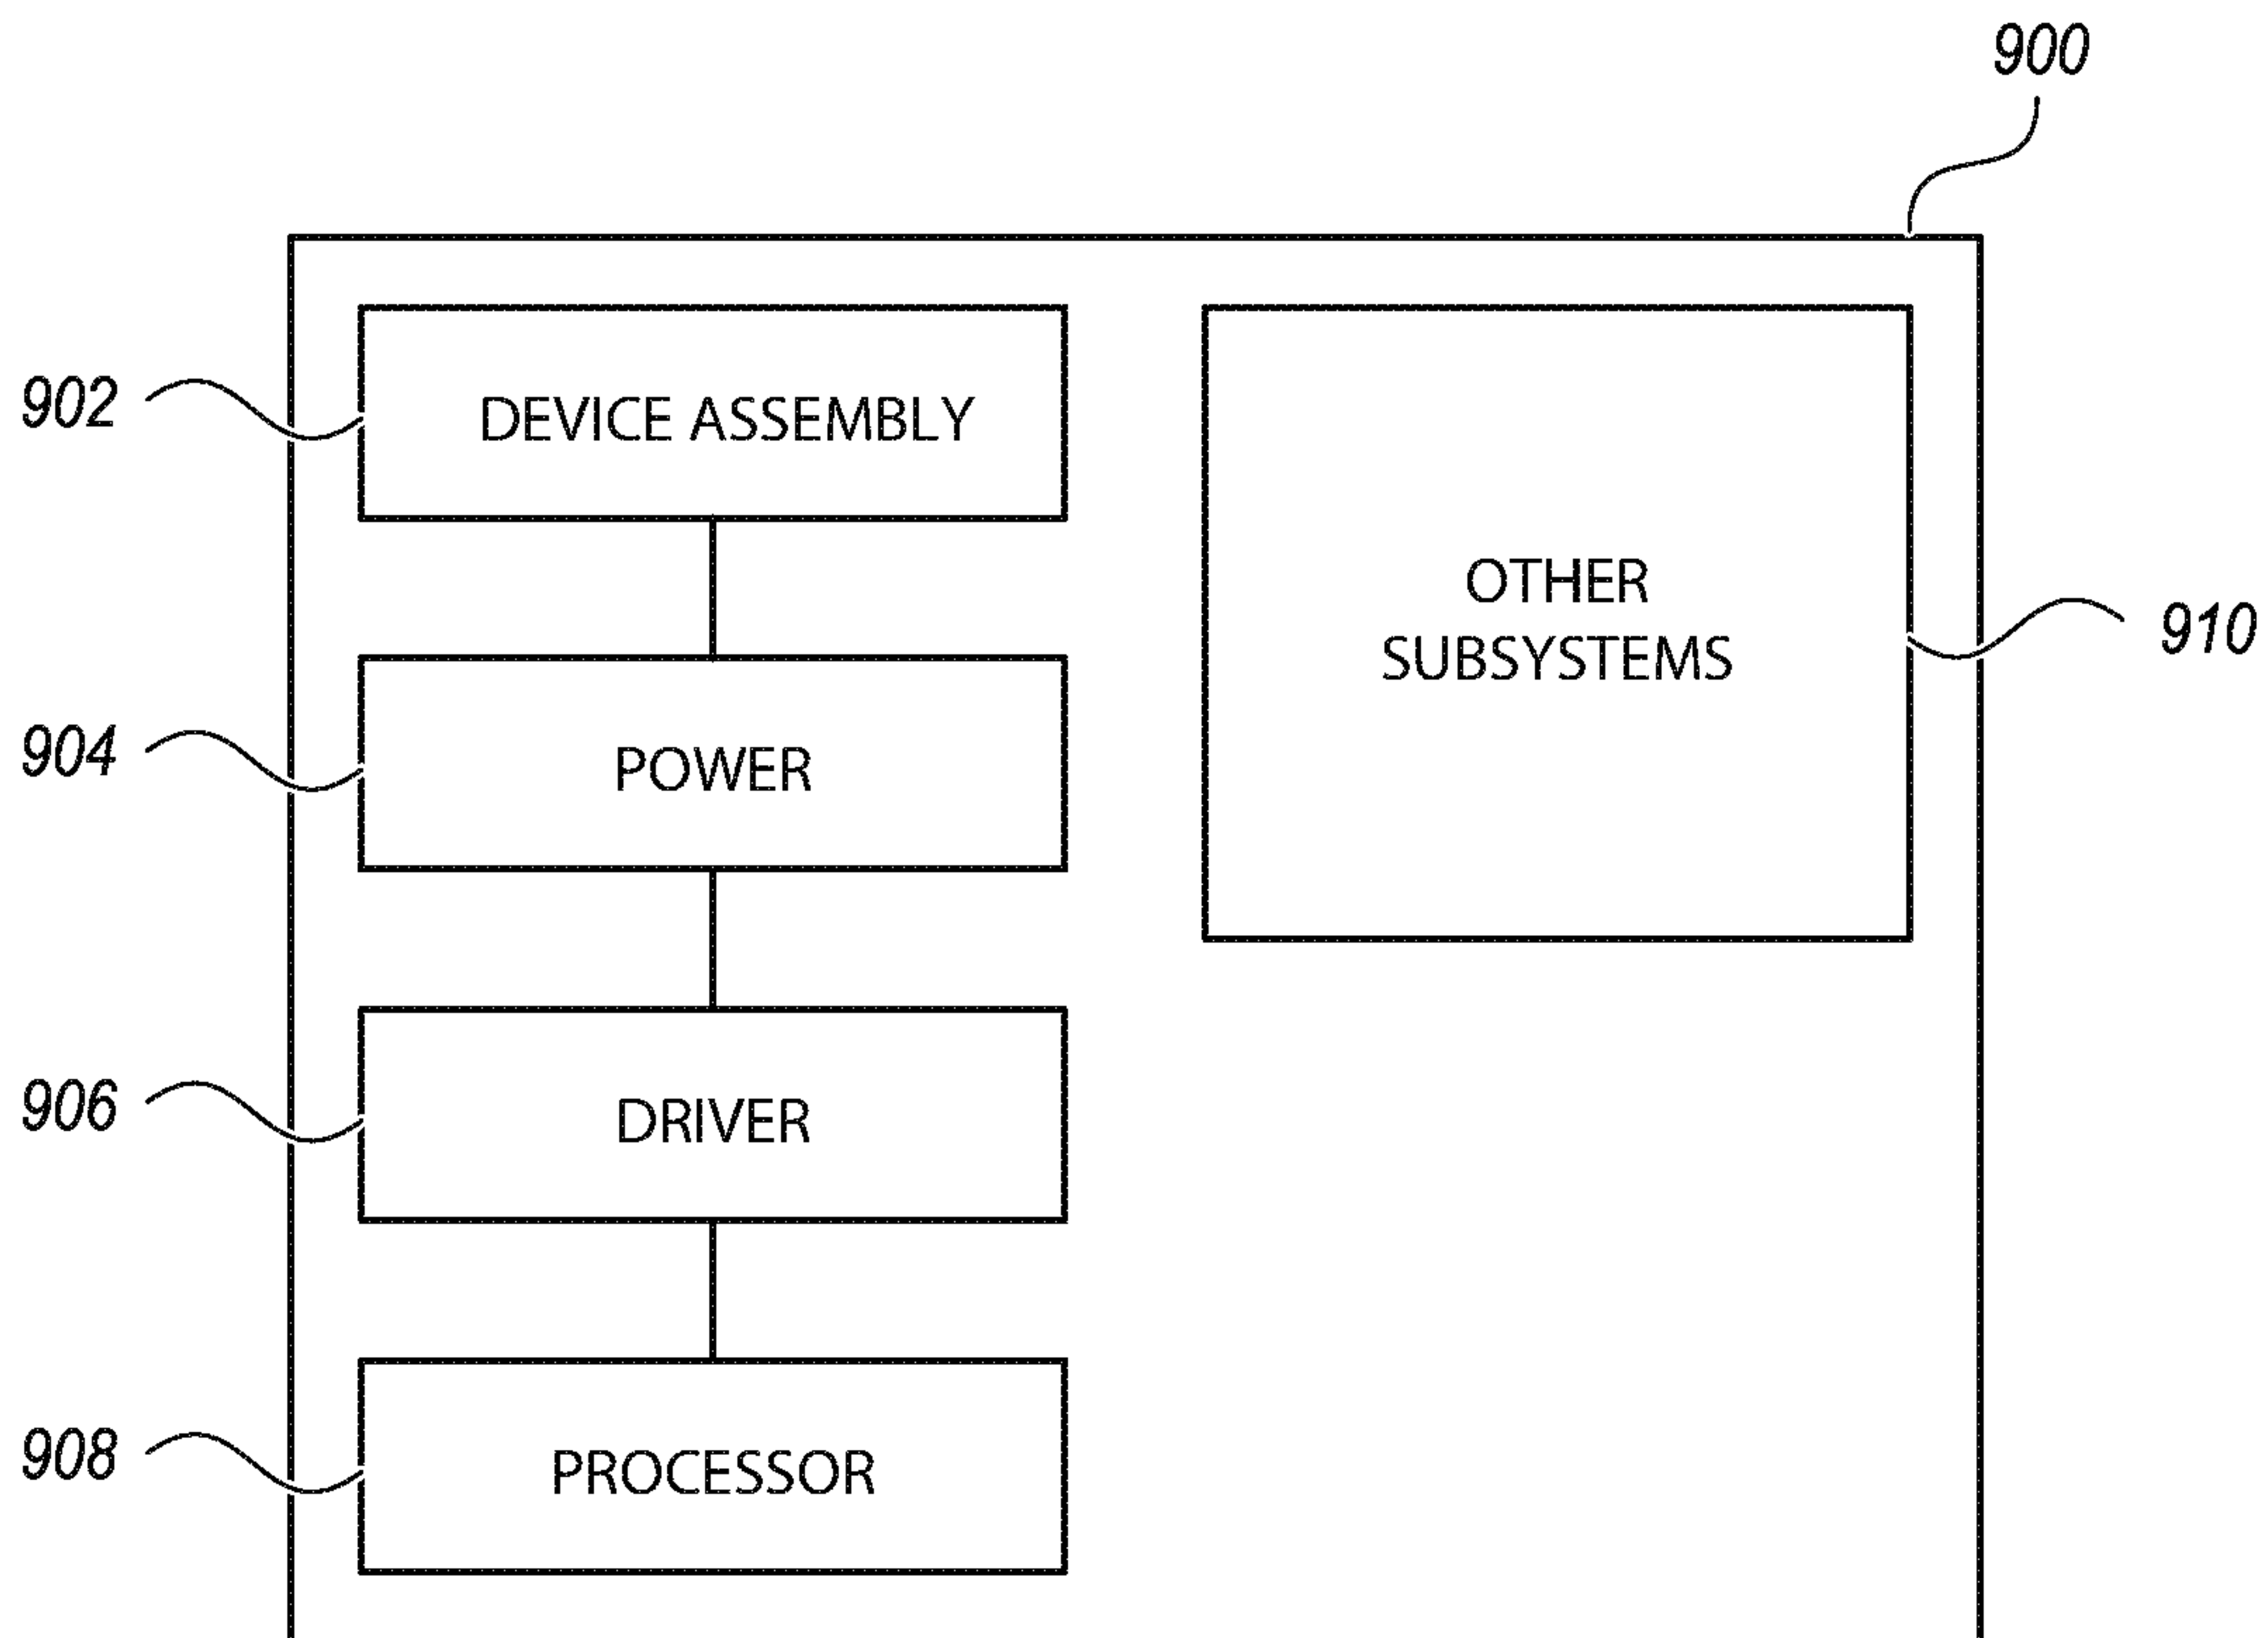 900
902
DEVICE ASSEMBLY
OTHER
SUBSYSTEMS
910
904
POWER
906
DRIVER
908
PROCESSOR